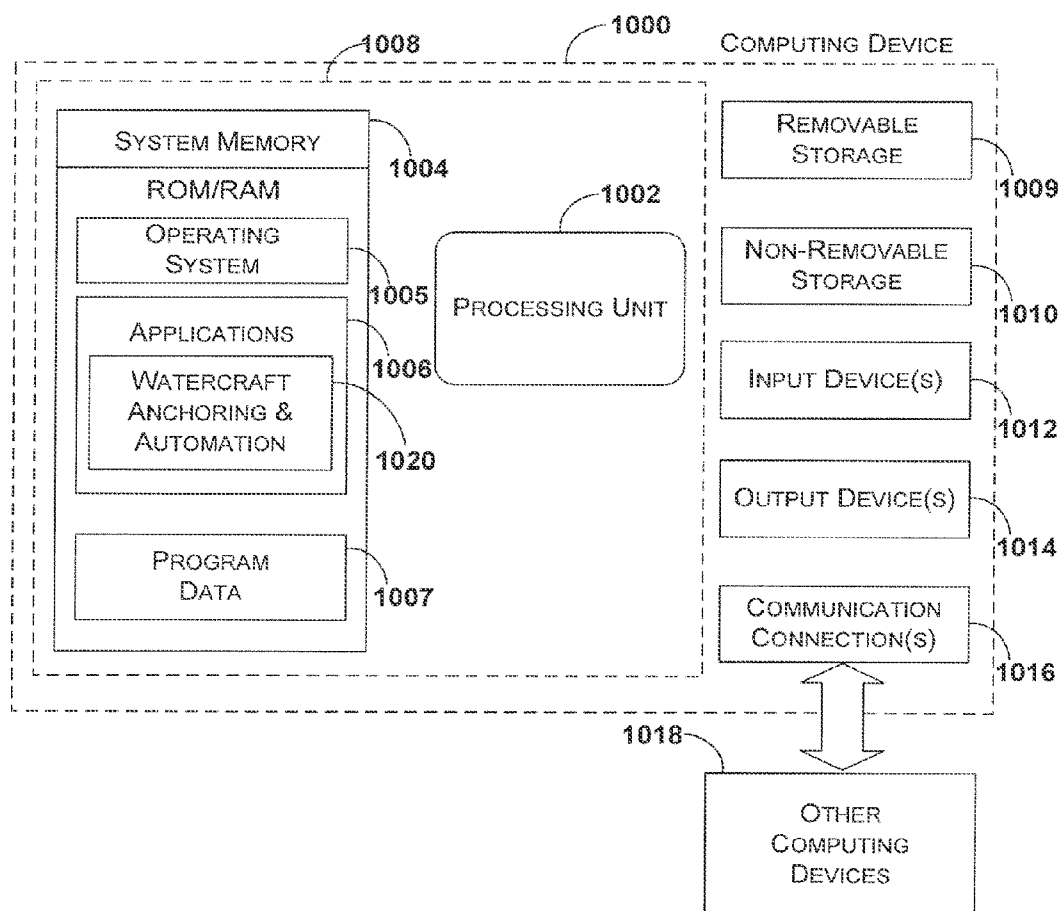 1000
COMPUTING DEVICE
1008
SYSTEM MEMORY
1004
ROM/RAM
OPERATING
SYSTEM
1005
APPLICATIONS
1006
WATERCRAFT
ANCHORING &
AUTOMATION
1020
PROGRAM
DATA
1007
1002
PROCESSING UNIT
REMOVABLE
STORAGE
1009
NON-REMOVABLE
STORAGE
1010
INPUT DEVICE(S)
1012
OUTPUT DEVICE(S)
1014
COMMUNICATION
CONNECTION(S)
1016
1018
OTHER
COMPUTING
DEVICES